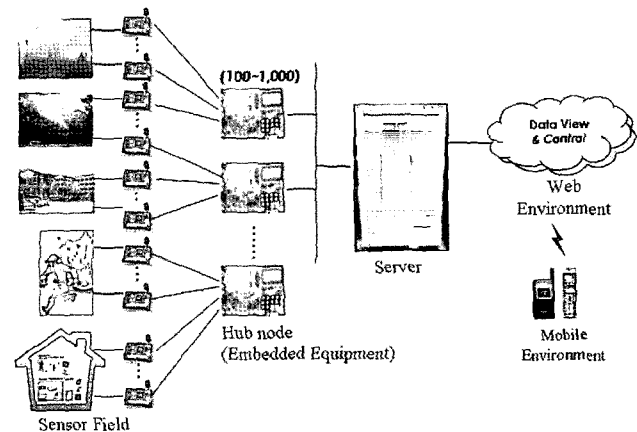 (100~1,000)
Data View
& Control
Web
Environment
Server
Hub node
(Embedded Equipment)
Mobile
Environment
Sensor Field